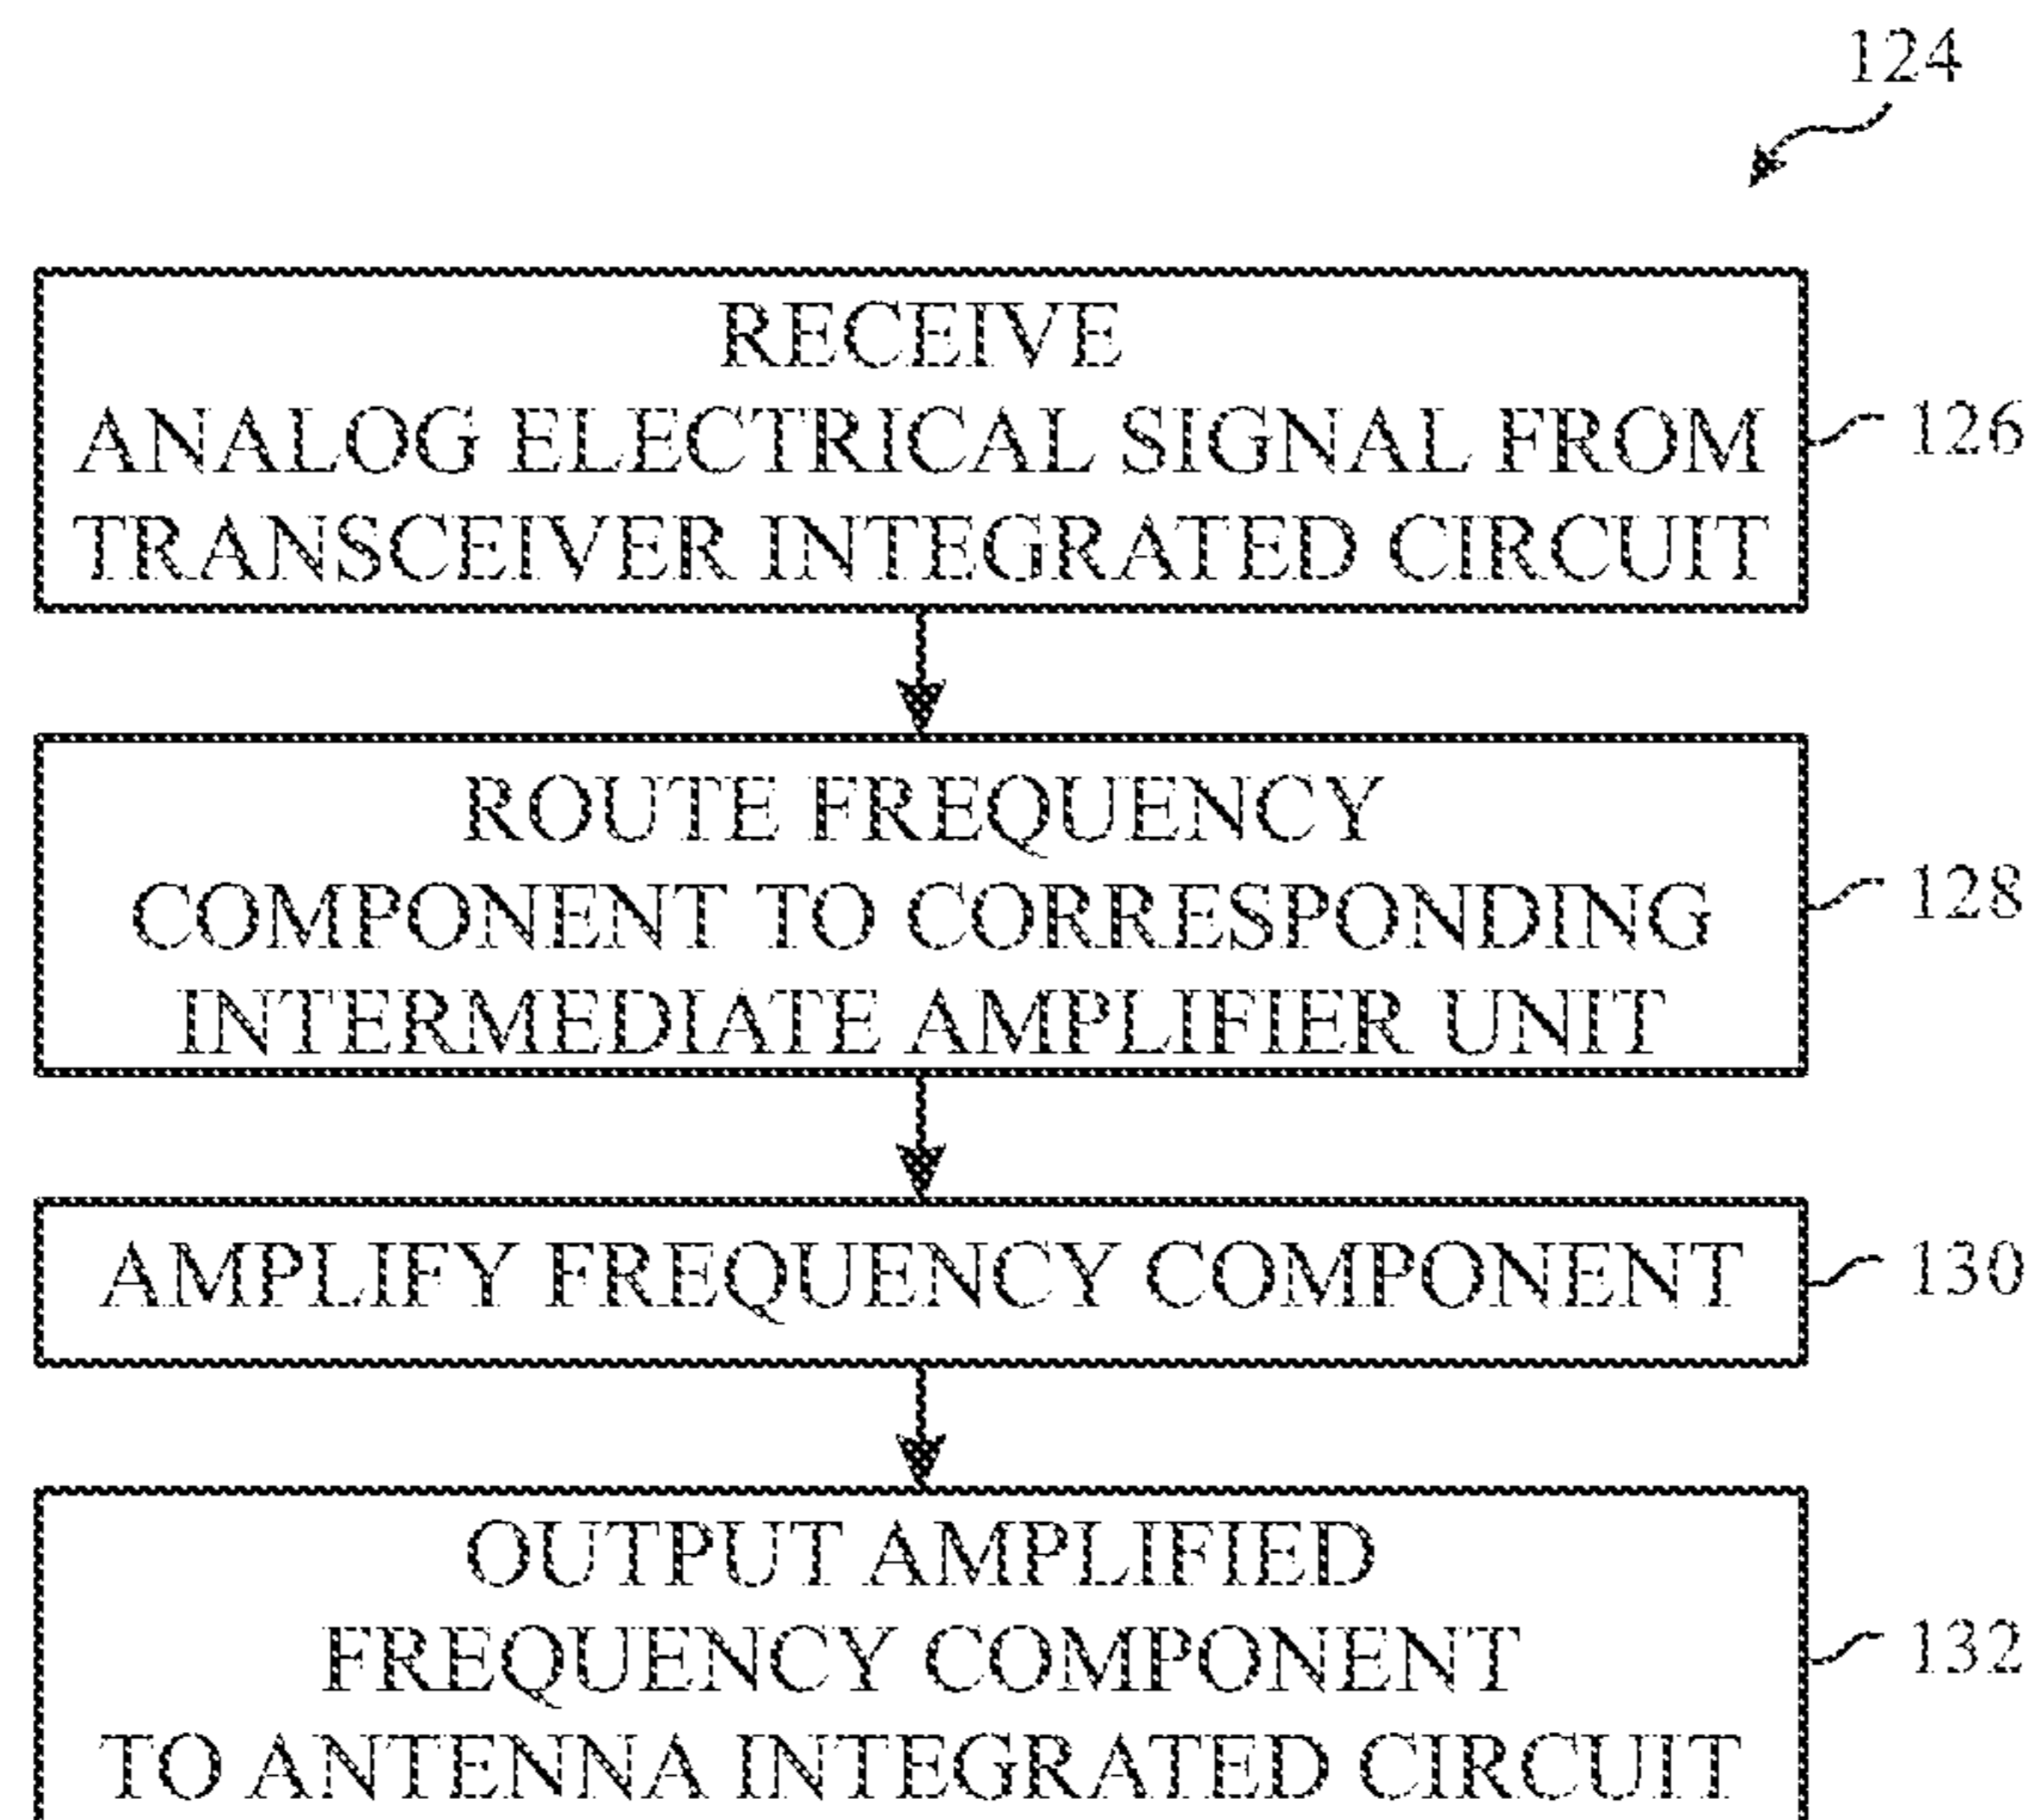 124
RECEIVE
ANALOG ELECTRICAL SIGNAL FROM
TRANSCEIVER INTEGRATED CIRCUIT
126
ROUTE FREQUENCY
COMPONENT TO CORRESPONDING
INTERMEDIATE AMPLIFIER UNIT
128
AMPLIFY FREQUENCY COMPONENT
130
OUTPUT AMPLIFIED
FREQUENCY COMPONENT
TO ANTENNA INTEGRATED CIRCUIT
132